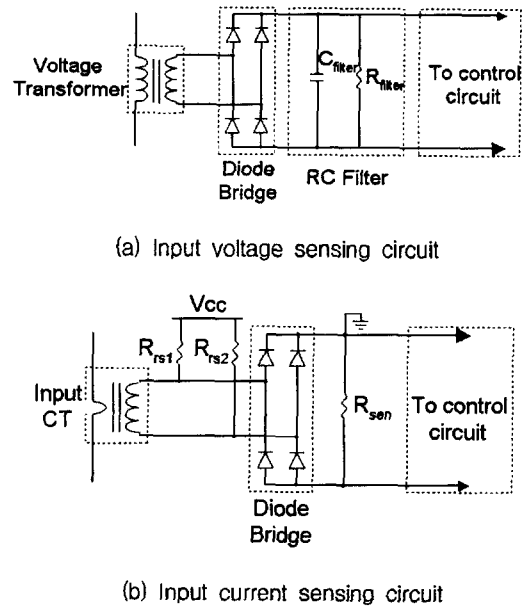 Voltage
Transformer
C_filter
R_filter
To control
circuit
Diode
Bridge
RC Filter
(a) Input voltage sensing circuit
Vcc
R_rs1
R_rs2
Input
CT
R_sen
To control
circuit
Diode
Bridge
(b) Input current sensing circuit